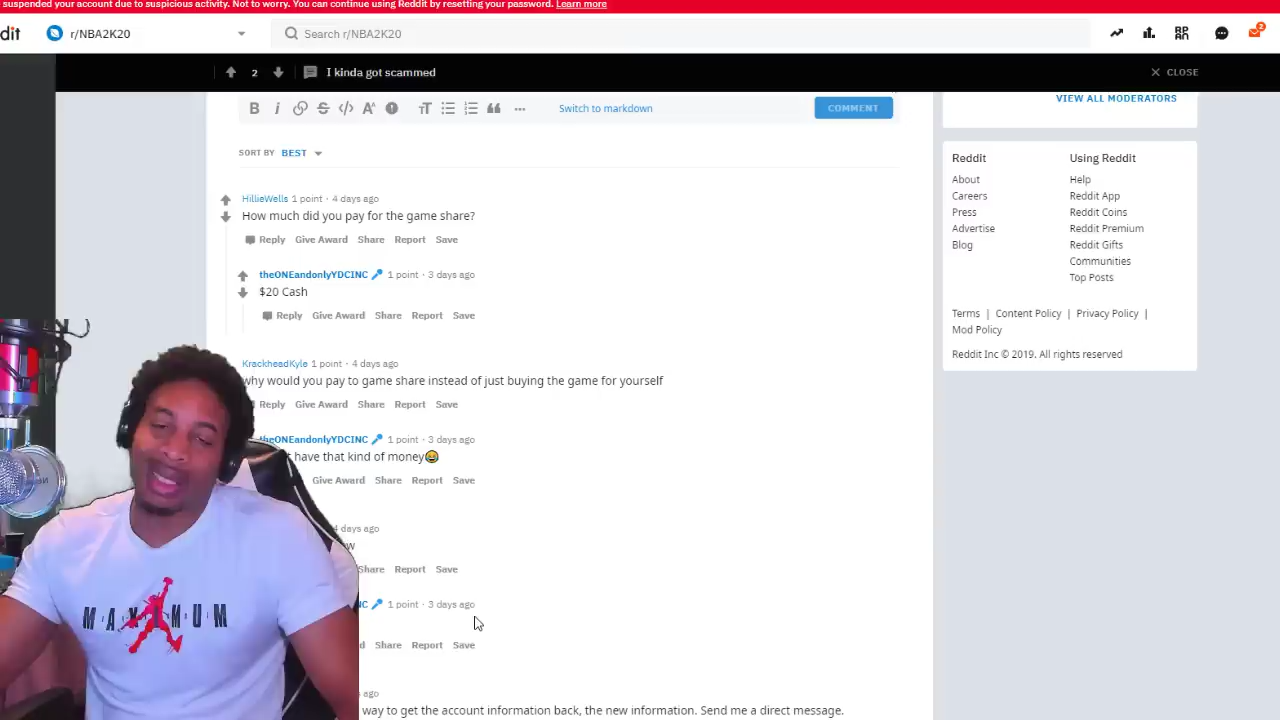 suspended your account due to suspicious activity. Not to worry. You can continue using Reddit by resetting your password. Learn more
dit r/NBA2K20 Search r/NBA2K20 2
2 I kinda got scammed CLOSE
VIEW ALL MODERATORS
B i Switch to markdown COMMENT
SORT BY BEST
HillieWells 1 point · 4 days ago
How much did you pay for the game share?
Reply Give Award Share Report Save
theONEandonlyYDCINC 1 point · 3 days ago
$20 Cash
Reply Give Award Share Report Save
KrackheadKyle 1 point · 4 days ago
why would you pay to game share instead of just buying the game for yourself
Reply Give Award Share Report Save
theONEandonlyYDCINC 1 point · 3 days ago
have that kind of money😂
Give Award Share Report Save
4 days ago
Share Report Save
NC 1 point · 3 days ago
Share Report Save
ago
way to get the account information back, the new information. Send me a direct message.
Reddit Using Reddit
About Help
Careers Reddit App
Press Reddit Coins
Advertise Reddit Premium
Blog Reddit Gifts
Communities
Top Posts
Terms | Content Policy | Privacy Policy |
Mod Policy
Reddit Inc © 2019. All rights reserved
MAXIMUM